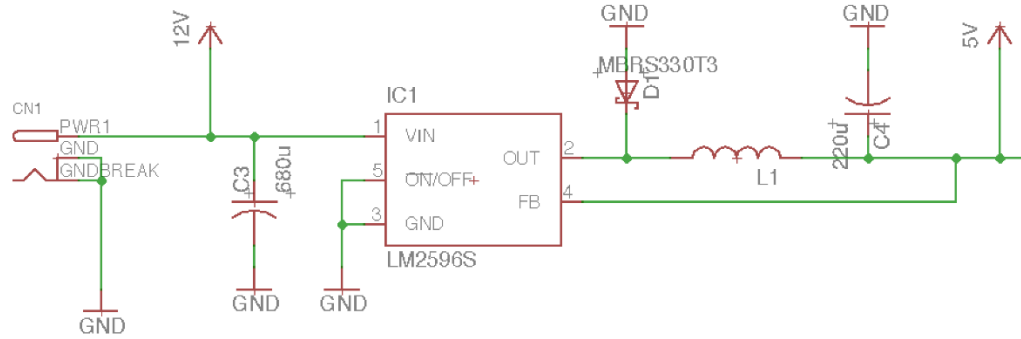 GND
GND
12V
5V
MBRS330T3
D1
IC1
CN1
PWR1
GND
GNDBREAK
1
VIN
OUT
2
C3
680u
5
ON/OFF
FB
4
3
GND
LM2596S
L1
220u
C4
GND
GND
GND